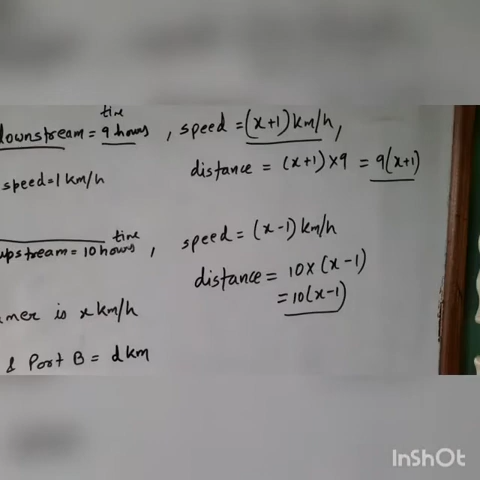 time
downstream = 9 hours, speed = (x+1) km/h,
speed = 1 km/h
distance = (x+1) × 9 = 9(x+1)
time
upstream = 10 hours, speed = (x-1) km/h
distance = 10 × (x-1)
= 10(x-1)
amer is x km/h
& Port B = d km
InShOt